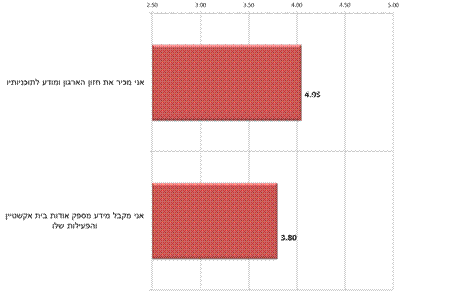 2.50 3.00 3.50 4.00 4.50 5.00
אני מכיר את חזון הארגון ומודע לתוכניותיו
4.05
אני מקבל מידע מספק אודות בית אקשטיין
והפעילות שלו
3.80